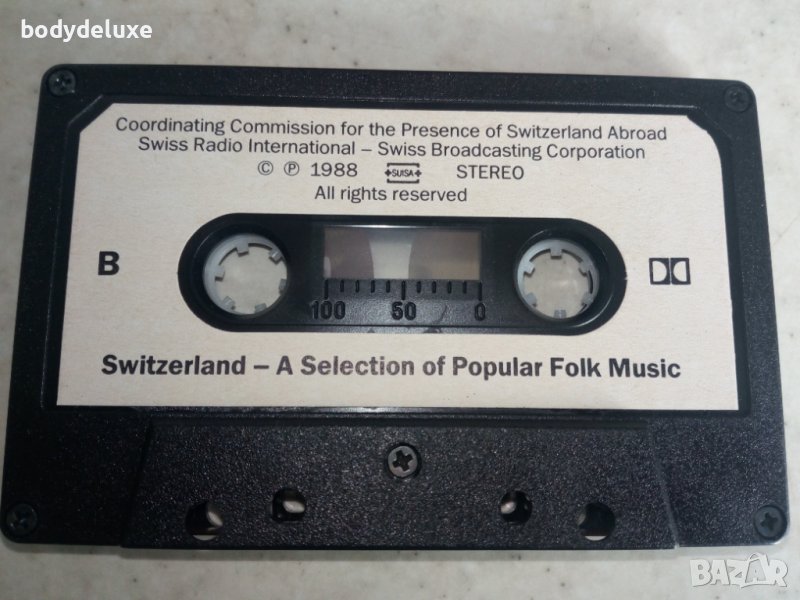 bodydeluxe
Coordinating Commission for the Presence of Switzerland Abroad
Swiss Radio International – Swiss Broadcasting Corporation
© ℗ 1988 SUISA STEREO
All rights reserved
B
100 50 0
Switzerland – A Selection of Popular Folk Music
BAZAR